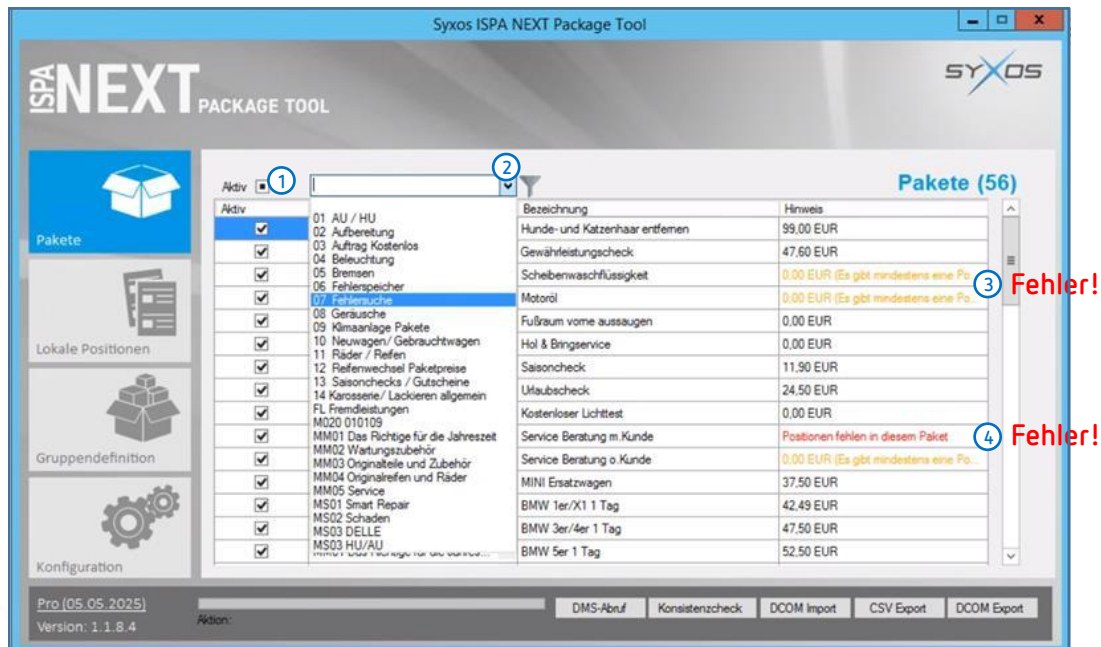 Syxos ISPA NEXT Package Tool
ISPA NEXT PACKAGE TOOL
SYXOS
Aktiv 1
2
Pakete (56)
Aktiv
Bezeichnung
Hinweis
01 AU / HU
02 Aufbereitung
03 Auftrag Kostenlos
04 Beleuchtung
05 Bremsen
06 Fehlerspeicher
07 Fehlersuche
08 Geräusche
09 Klimaanlage Pakete
10 Neuwagen/ Gebrauchtwagen
11 Räder / Reifen
12 Reifenwechsel Paketpreise
13 Saisonchecks / Gutscheine
14 Karosserie/ Lackieren allgemein
FL Fremdleistungen
M020 010109
MM01 Das Richtige für die Jahreszeit
MM02 Wartungszubehör
MM03 Originalteile und Zubehör
MM04 Originalreifen und Räder
MM05 Service
MS01 Smart Repair
MS02 Schaden
MS03 DELLE
MS03 HU/AU
Hunde- und Katzenhaar entfernen 99,00 EUR
Gewährleistungscheck 47,60 EUR
Scheibenwaschflüssigkeit 0,00 EUR (Es gibt mindestens eine Po... 3 Fehler!
Motoröl 0,00 EUR (Es gibt mindestens eine Po...
Fußraum vorne aussaugen 0,00 EUR
Hol & Bringservice 0,00 EUR
Saisoncheck 11,90 EUR
Urlaubscheck 24,50 EUR
Kostenloser Lichttest 0,00 EUR
Service Beratung m.Kunde Positionen fehlen in diesem Paket 4 Fehler!
Service Beratung o.Kunde 0,00 EUR (Es gibt mindestens eine Po...
MINI Ersatzwagen 37,50 EUR
BMW 1er/X1 1 Tag 42,49 EUR
BMW 3er/4er 1 Tag 47,50 EUR
BMW 5er 1 Tag 52,50 EUR
Pakete
Lokale Positionen
Gruppendefinition
Konfiguration
Pro (05.05.2025)
Version: 1.1.8.4
Aktion:
DMS-Abruf
Konsistenzcheck
DCOM Import
CSV Export
DCOM Export